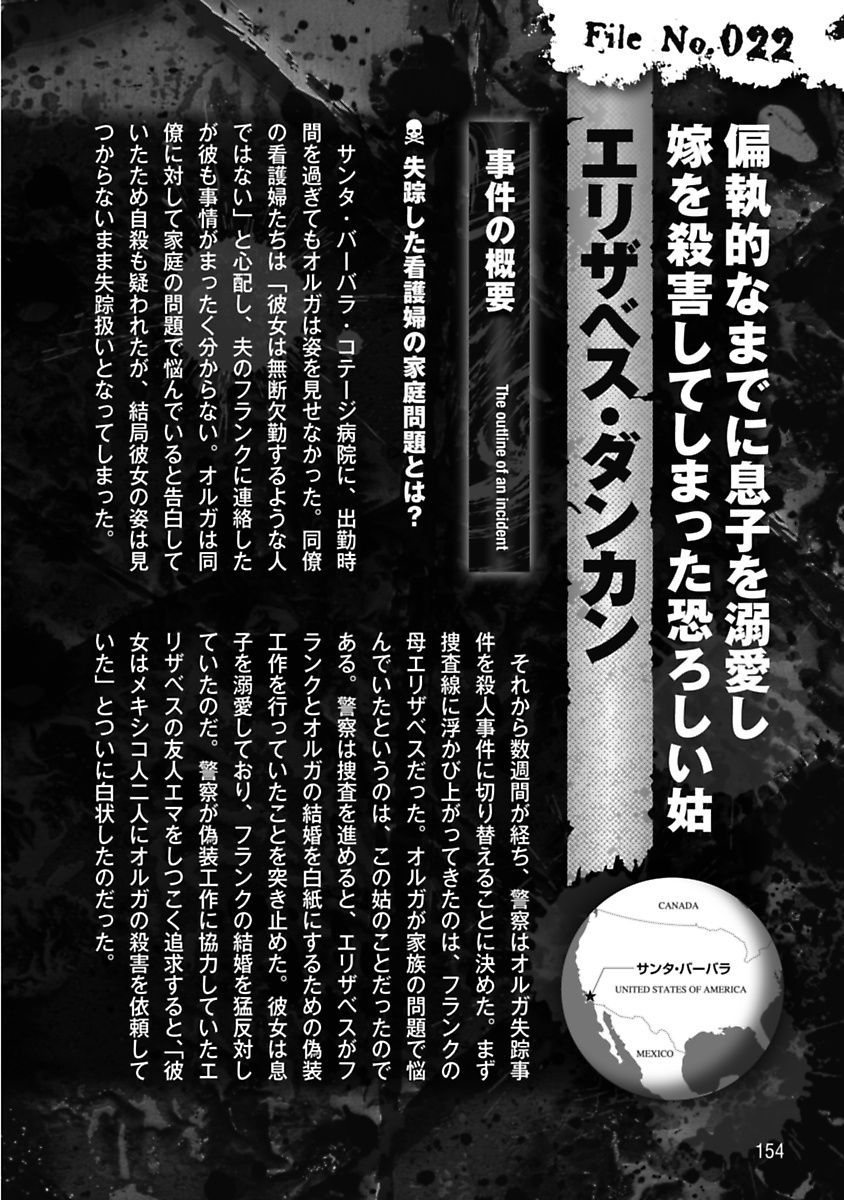 File No.022
偏執的なまでに息子を溺愛し
嫁を殺害してしまった恐ろしい姑
エリザベス・ダンカン
事件の概要
The outline of an incident
失踪した看護婦の家庭問題とは？
サンタ・バーバラ・コテージ病院に、出勤時
間を過ぎてもオルガは姿を見せなかった。同僚
の看護婦たちは「彼女は無断欠勤するような人
ではない」と心配し、夫のフランクに連絡した
が彼も事情がまったく分からない。オルガは同
僚に対して家庭の問題で悩んでいると告白して
いたため自殺も疑われたが、結局彼女の姿は見
つからないまま失踪扱いとなってしまった。
それから数週間が経ち、警察はオルガ失踪事
件を殺人事件に切り替えることに決めた。まず
捜査線に浮かび上がってきたのは、フランクの
母エリザベスだった。オルガが家族の問題で悩
んでいたというのは、この姑のことだったので
ある。警察は捜査を進めると、エリザベスがフ
ランクとオルガの結婚を白紙にするための偽装
工作を行っていたことを突き止めた。彼女は息
子を溺愛しており、フランクの結婚を猛反対し
ていたのだ。警察が偽装工作に協力していたエ
リザベスの友人エマをしつこく追求すると、「彼
女はメキシコ人二人にオルガの殺害を依頼して
いた」とついに白状したのだった。
CANADA
サンタ・バーバラ
UNITED STATES OF AMERICA
MEXICO
154